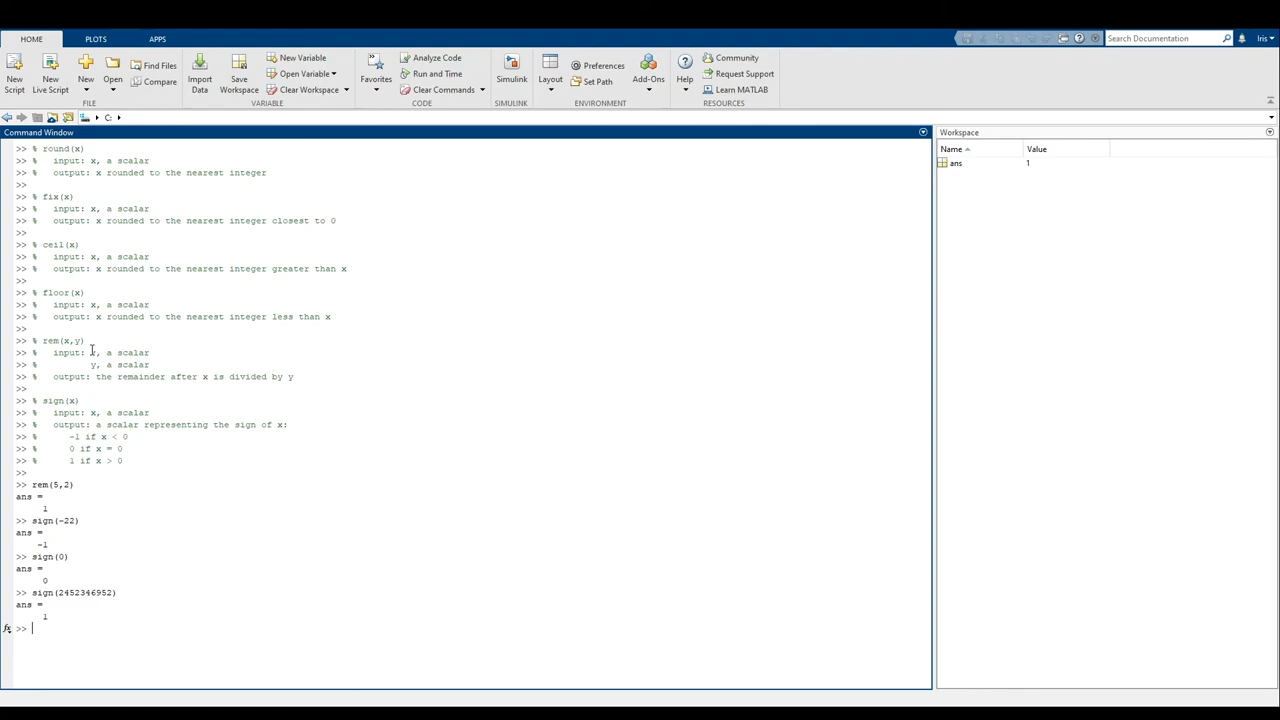 HOME
PLOTS
APPS
Search Documentation
Iris
New Script
New Live Script
New
Open
Find Files
Compare
Import Data
Save Workspace
New Variable
Open Variable
Clear Workspace
Favorites
Analyze Code
Run and Time
Clear Commands
Simulink
Layout
Preferences
Set Path
Add-Ons
Help
Community
Request Support
Learn MATLAB
FILE
VARIABLE
CODE
SIMULINK
ENVIRONMENT
RESOURCES
C:
Command Window
>> % round(x)
>> %   input: x, a scalar
>> %   output: x rounded to the nearest integer
>>
>> % fix(x)
>> %   input: x, a scalar
>> %   output: x rounded to the nearest integer closest to 0
>>
>> % ceil(x)
>> %   input: x, a scalar
>> %   output: x rounded to the nearest integer greater than x
>>
>> % floor(x)
>> %   input: x, a scalar
>> %   output: x rounded to the nearest integer less than x
>>
>> % rem(x,y)
>> %   input: x, a scalar
>> %          y, a scalar
>> %   output: the remainder after x is divided by y
>>
>> % sign(x)
>> %   input: x, a scalar
>> %   output: a scalar representing the sign of x:
>> %      -1 if x < 0
>> %      0 if x = 0
>> %      1 if x > 0
>>
>> rem(5,2)
ans =
1
>> sign(-22)
ans =
-1
>> sign(0)
ans =
0
>> sign(2452346952)
ans =
1
fx >>
Workspace
Name Value
ans 1